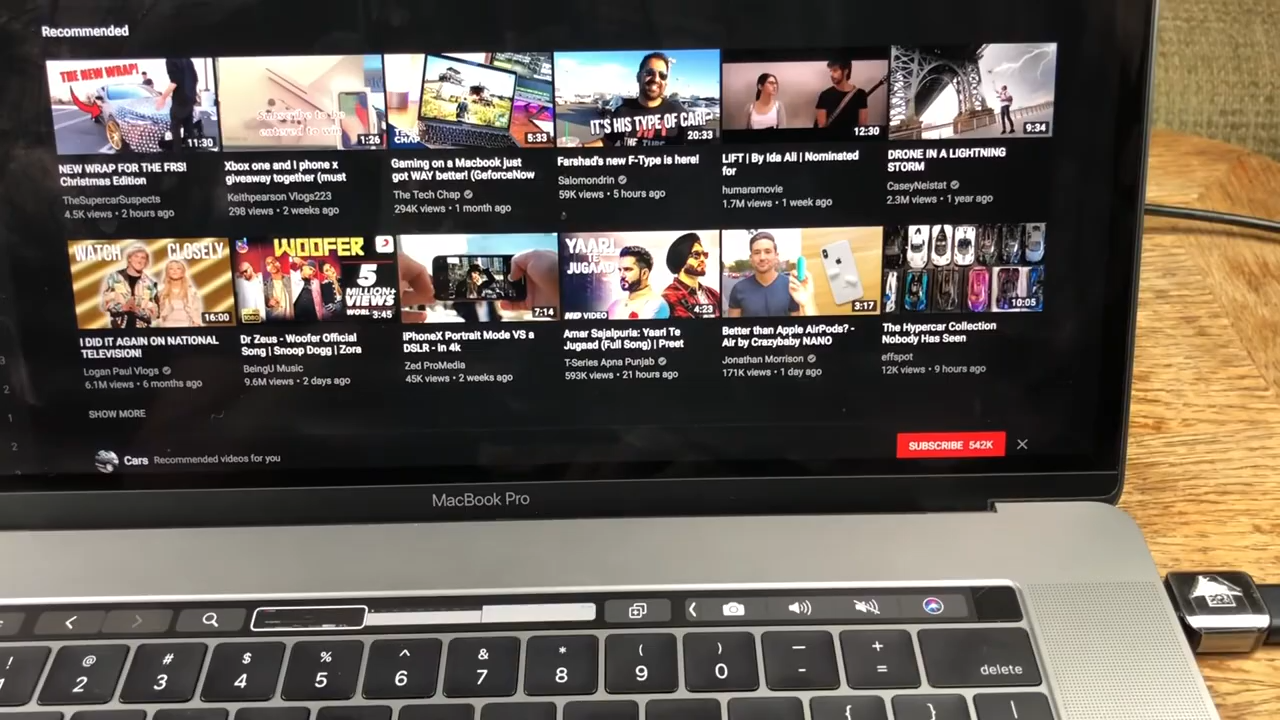 Recommended
THE NEW WRAP!
11:30
Subscribe to be
entered to win
1:26
TECH
CHAP
5:33
IT'S HIS TYPE OF CAR!
20:33
12:30
9:34
NEW WRAP FOR THE FRS!
Christmas Edition
TheSupercarSuspects
4.5K views • 2 hours ago
Xbox one and I phone x
giveaway together (must
Keithpearson Vlogs223
298 views • 2 weeks ago
Gaming on a Macbook just
got WAY better! (GeforceNow
The Tech Chap
294K views • 1 month ago
Farshad's new F-Type is here!
Salomondrin
59K views • 5 hours ago
LIFT | By Ida Ali | Nominated
for
humaramovie
1.7M views • 1 week ago
DRONE IN A LIGHTNING
STORM
CaseyNeistat
2.3M views • 1 year ago
WATCH CLOSELY
16:00
WOOFER
5
MILLION+
VIEWS
3:45
7:14
YAARI
TE
JUGAAD
HD VIDEO
4:23
3:17
10:05
I DID IT AGAIN ON NATIONAL
TELEVISION!
Logan Paul Vlogs
6.1M views • 6 months ago
Dr Zeus - Woofer Official
Song | Snoop Dogg | Zora
BeingU Music
9.6M views • 2 days ago
iPhoneX Portrait Mode VS a
DSLR - in 4k
Zed ProMedia
45K views • 2 weeks ago
Amar Sajalpuria: Yaari Te
Jugaad (Full Song) | Preet
T-Series Apna Punjab
593K views • 21 hours ago
Better than Apple AirPods? -
Air by Crazybaby NANO
Jonathan Morrison
171K views • 1 day ago
The Hypercar Collection
Nobody Has Seen
effspot
12K views • 9 hours ago
SHOW MORE
Cars Recommended videos for you
SUBSCRIBE 542K
MacBook Pro
! @ # $ % ^ & * ( ) — +
1 2 3 4 5 6 7 8 9 0 - = delete
{ } |